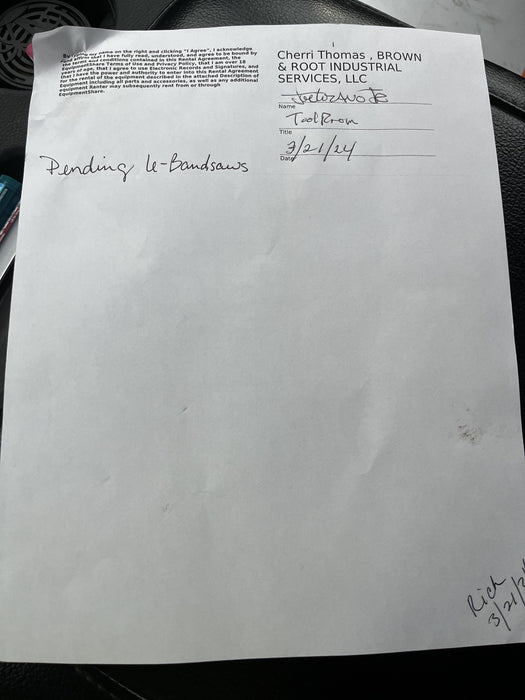 By typing my name on the right and clicking "I Agree", I acknowledge
and affirm that I have fully read, understood, and agree to be bound by
the terms and conditions contained in this Rental Agreement, the
EquipmentShare Terms of Use and Privacy Policy, that I am over 18
years of age, that I agree to use Electronic Records and Signatures, and
that I have the power and authority to enter into this Rental Agreement
for the rental of the equipment described in the attached Description of
Equipment including all parts and accessories, as well as any additional
equipment Renter may subsequently rent from or through
EquipmentShare.
Cherri Thomas , BROWN
& ROOT INDUSTRIAL
SERVICES, LLC
Name
Tool Room
Title
3/21/24
Date
Pending 6-Bandsaws
Rich
3/21/